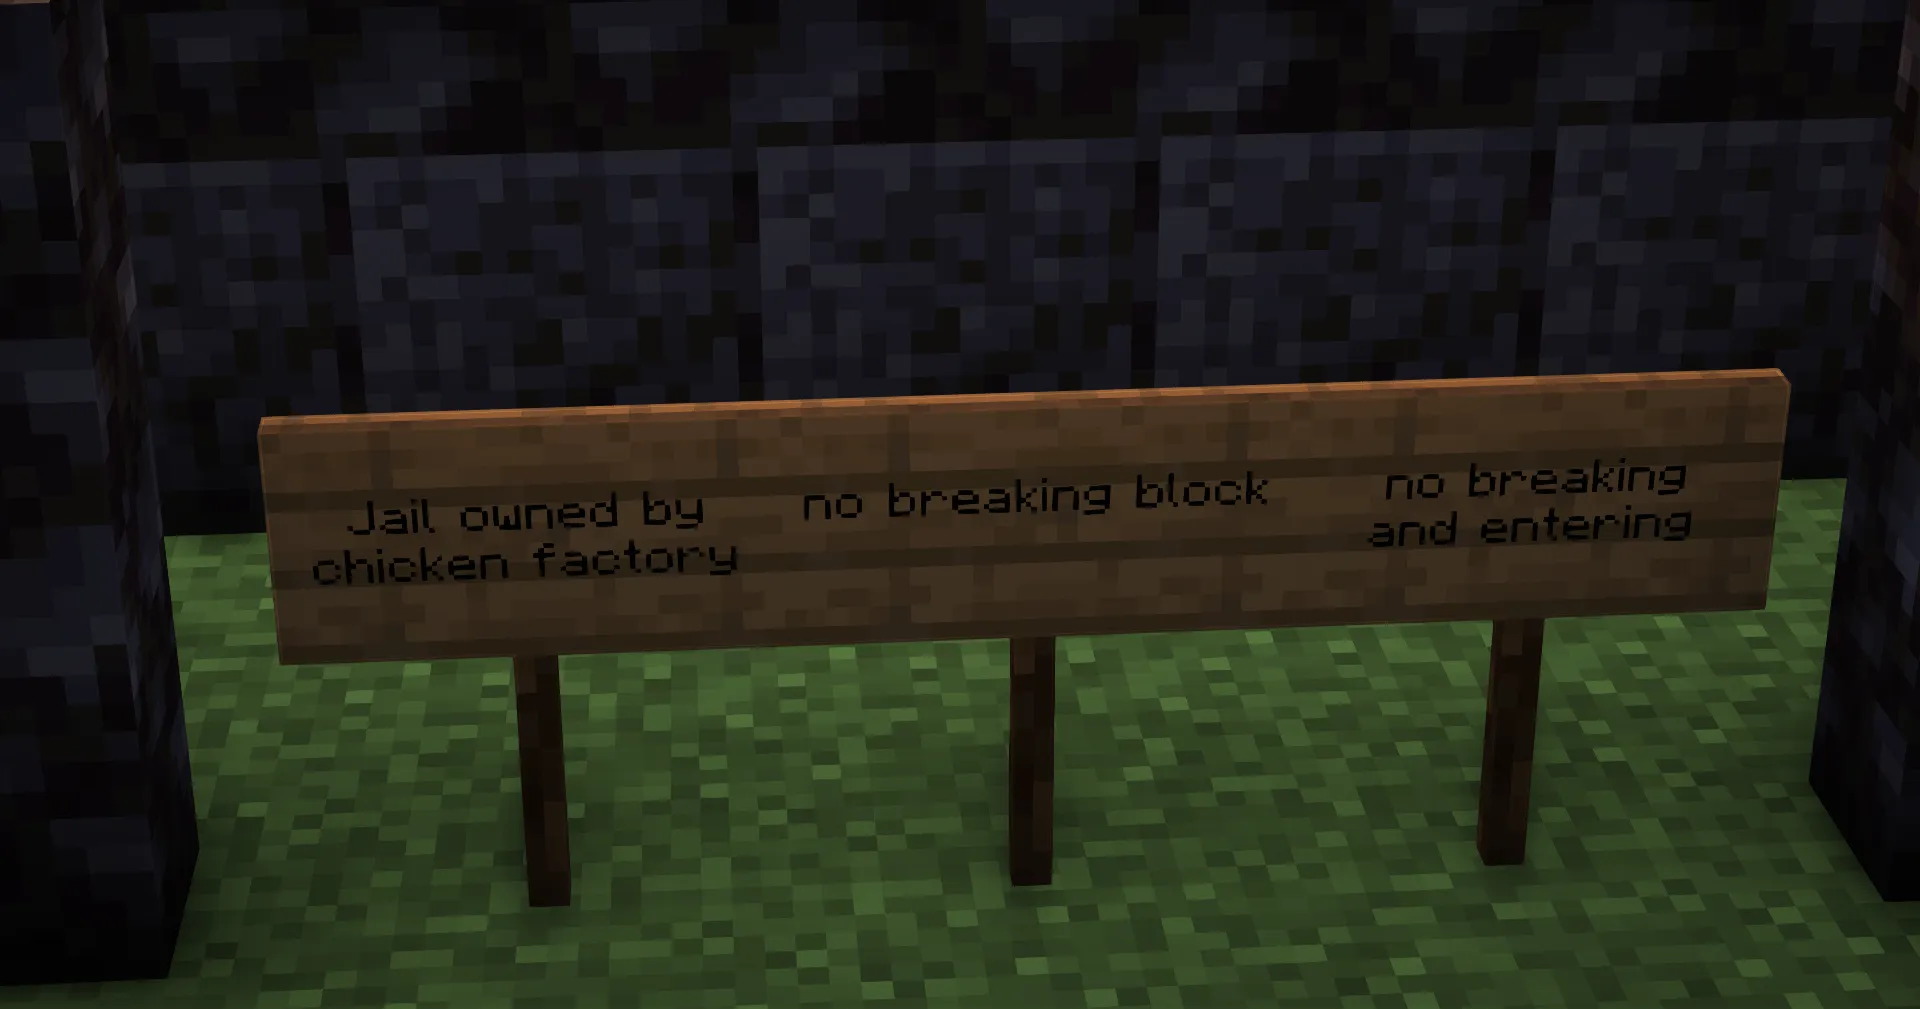 Jail owned by
chicken factory
no breaking block
no breaking
and entering